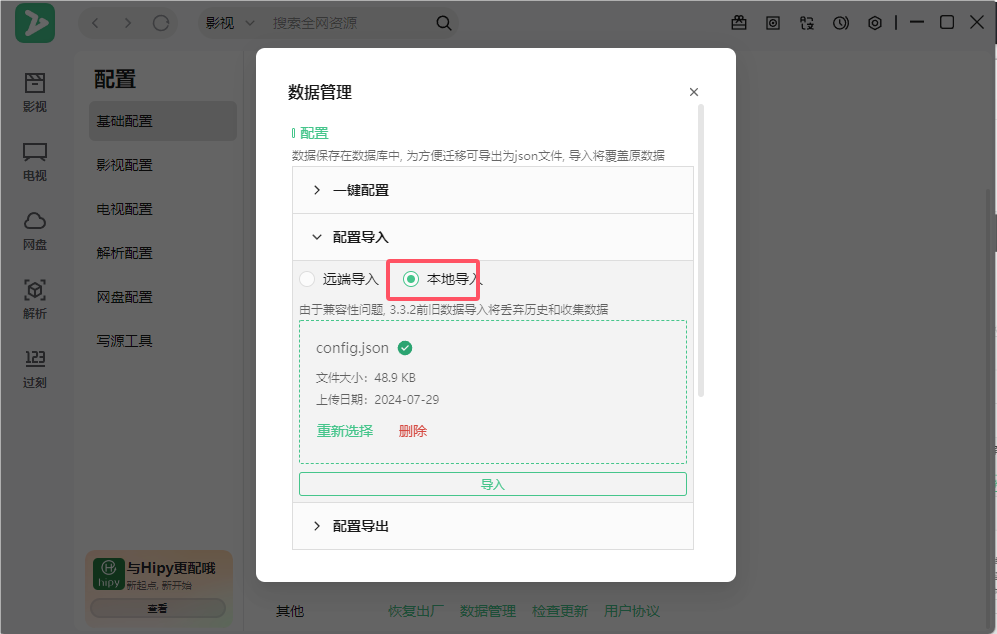 影视
搜索全网资源
影视
电视
网盘
解析
123
过刻
配置
基础配置
影视配置
电视配置
解析配置
网盘配置
写源工具
hipy
与Hipy更配哦
新起点, 新开始
查看
数据管理
配置
数据保存在数据库中, 为方便迁移可导出为json文件, 导入将覆盖原数据
一键配置
配置导入
远端导入
本地导入
由于兼容性问题, 3.3.2前旧数据导入将丢弃历史和收集数据
config.json
文件大小：48.9 KB
上传日期：2024-07-29
重新选择 删除
导入
配置导出
其他 恢复出厂 数据管理 检查更新 用户协议